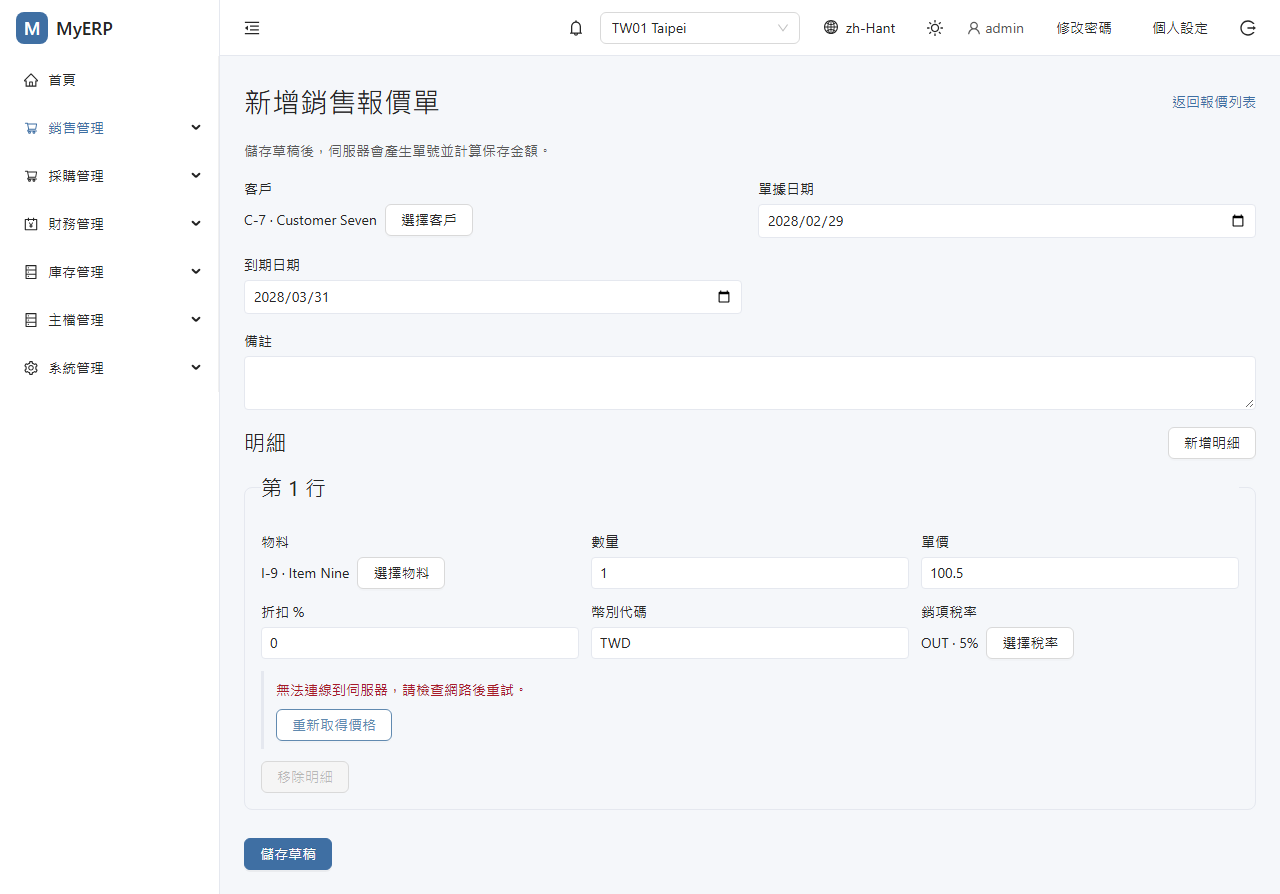 M MyERP
TW01 Taipei
zh-Hant
admin
修改密碼
個人設定
首頁
銷售管理
採購管理
財務管理
庫存管理
主檔管理
系統管理
新增銷售報價單
返回報價列表
儲存草稿後，伺服器會產生單號並計算保存金額。
客戶
C-7 · Customer Seven
選擇客戶
單據日期
2028/02/29
到期日期
2028/03/31
備註
明細
新增明細
第 1 行
物料
I-9 · Item Nine
選擇物料
數量
1
單價
100.5
折扣 %
0
幣別代碼
TWD
銷項稅率
OUT · 5%
選擇稅率
無法連線到伺服器，請檢查網路後重試。
重新取得價格
移除明細
儲存草稿